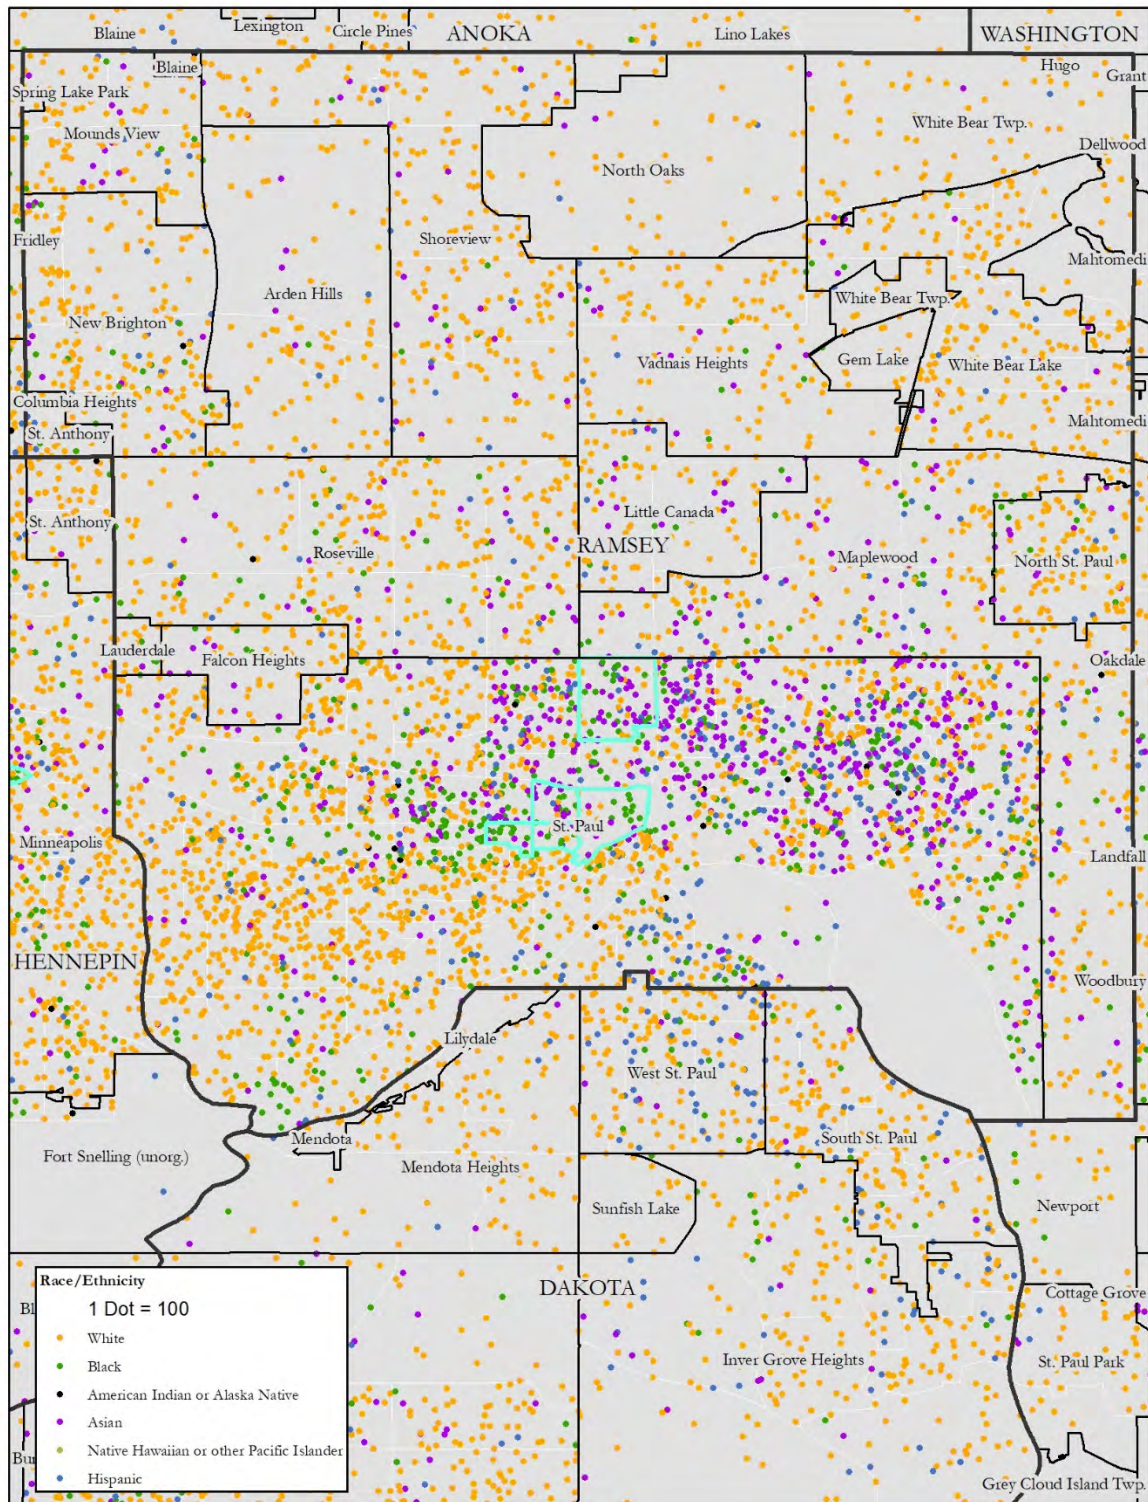 Blaine
Lexington
Circle Pines
ANOKA
Lino Lakes
WASHINGTON
Blaine
Hugo
Grant
Spring Lake Park
Mounds View
White Bear Twp.
Dellwood
North Oaks
Fridley
Shoreview
Mahtomedi
Arden Hills
White Bear Twp.
New Brighton
Vadnais Heights
Gem Lake
White Bear Lake
Columbia Heights
Mahtomedi
St. Anthony
Little Canada
St. Anthony
Roseville
RAMSEY
Maplewood
North St. Paul
Lauderdale
Falcon Heights
Oakdale
St. Paul
Minneapolis
Landfall
HENNEPIN
Woodbury
Lilydale
West St. Paul
Mendota
South St. Paul
Fort Snelling (unorg.)
Mendota Heights
Sunfish Lake
Newport
DAKOTA
Cottage Grove
Inver Grove Heights
St. Paul Park
Grey Cloud Island Twp.
Race/Ethnicity
1 Dot = 100
White
Black
American Indian or Alaska Native
Asian
Native Hawaiian or other Pacific Islander
Hispanic